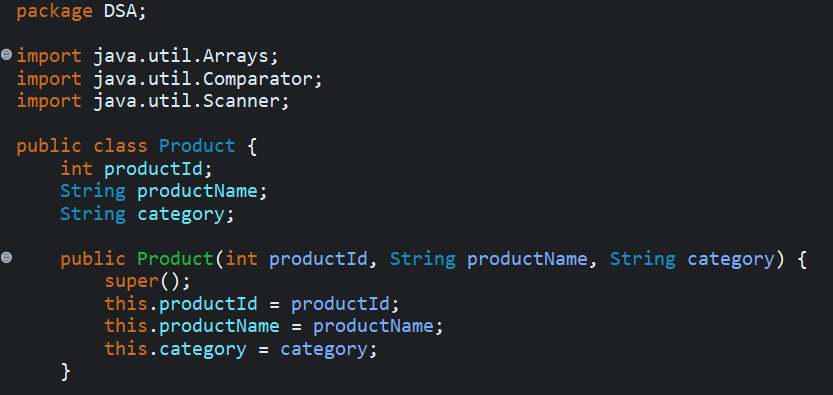 package DSA;
import java.util.Arrays;
import java.util.Comparator;
import java.util.Scanner;
public class Product {
    int productId;
    String productName;
    String category;
    public Product(int productId, String productName, String category) {
        super();
        this.productId = productId;
        this.productName = productName;
        this.category = category;
    }